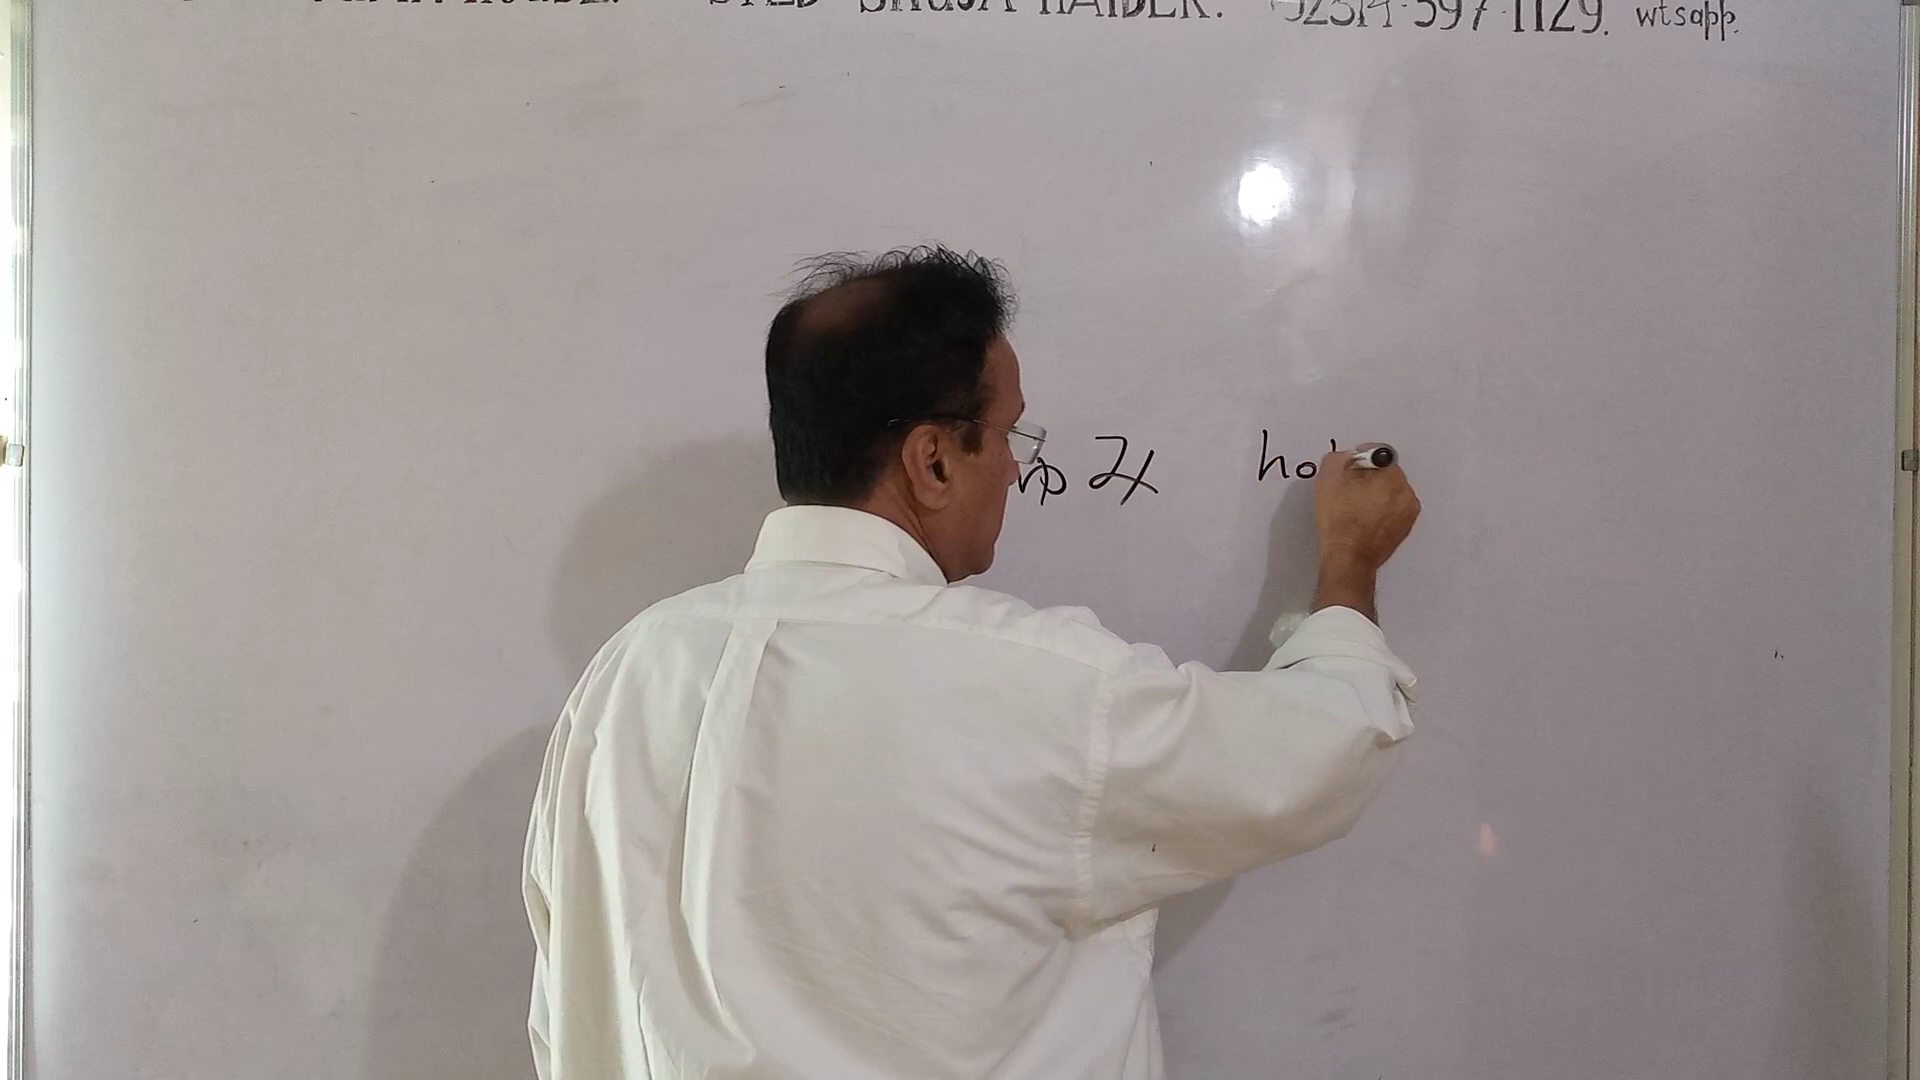 SYED SHUJA HAIDER. 92314-597-1129. wtsapp.
ゆみ ho